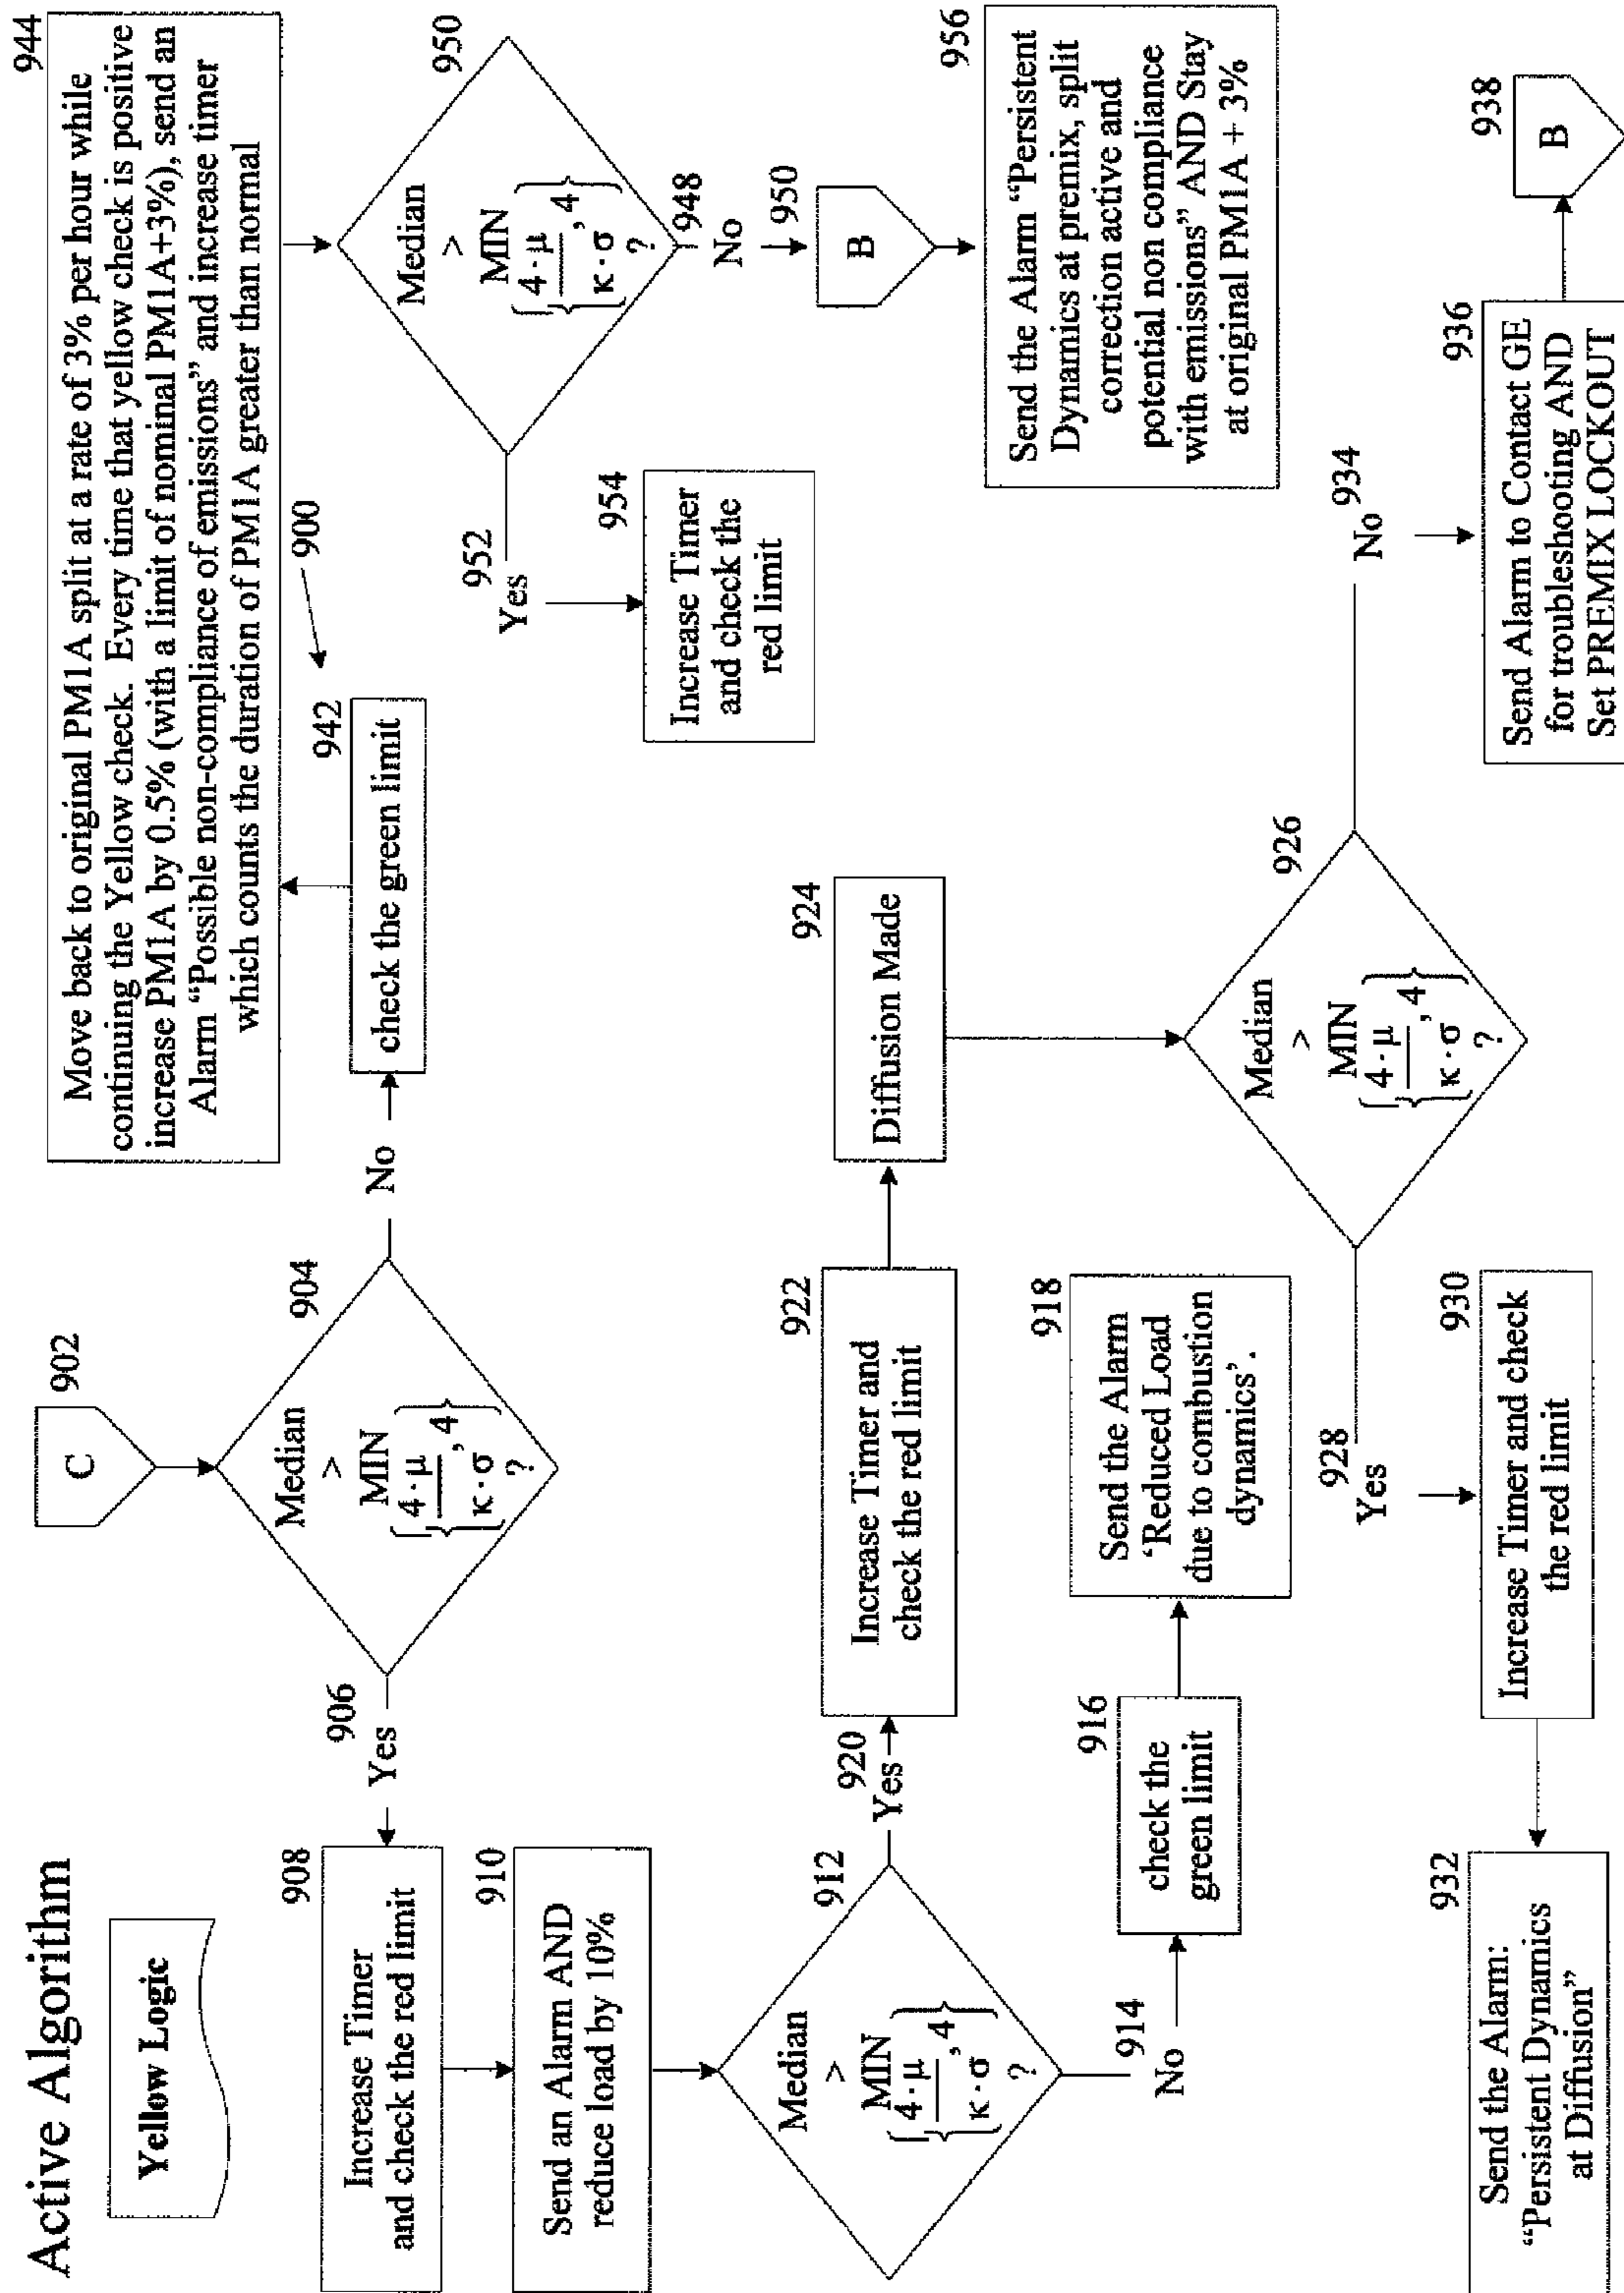 Active Algorithm
Yellow Logic
C
902
Median
>
MIN
{4·μ / κ·σ, 4}
?
904
906
Yes
No
908
Increase Timer
and check the red limit
910
Send an Alarm AND
reduce load by 10%
Median
>
MIN
{4·μ / κ·σ, 4}
?
912
914
No
916
check the
green limit
918
Send the Alarm
‘Reduced Load
due to combustion
dynamics’.
920
Yes
922
Increase Timer and
check the red limit
924
Diffusion Made
Median
>
MIN
{4·μ / κ·σ, 4}
?
926
928
Yes
930
Increase Timer and check
the red limit
932
Send the Alarm:
“Persistent Dynamics
at Diffusion”
934
No
936
Send Alarm to Contact GE
for troubleshooting AND
Set PREMIX LOCKOUT
938
B
942
900
check the green limit
944
Move back to original PM1A split at a rate of 3% per hour while
continuing the Yellow check. Every time that yellow check is positive
increase PM1A by 0.5% (with a limit of nominal PM1A+3%), send an
Alarm “Possible non-compliance of emissions” and increase timer
which counts the duration of PM1A greater than normal
Median
>
MIN
{4·μ / κ·σ, 4}
?
950
952
Yes
954
Increase Timer
and check the
red limit
948
No
950
B
956
Send the Alarm “Persistent
Dynamics at premix, split
correction active and
potential non compliance
with emissions” AND Stay
at original PM1A + 3%